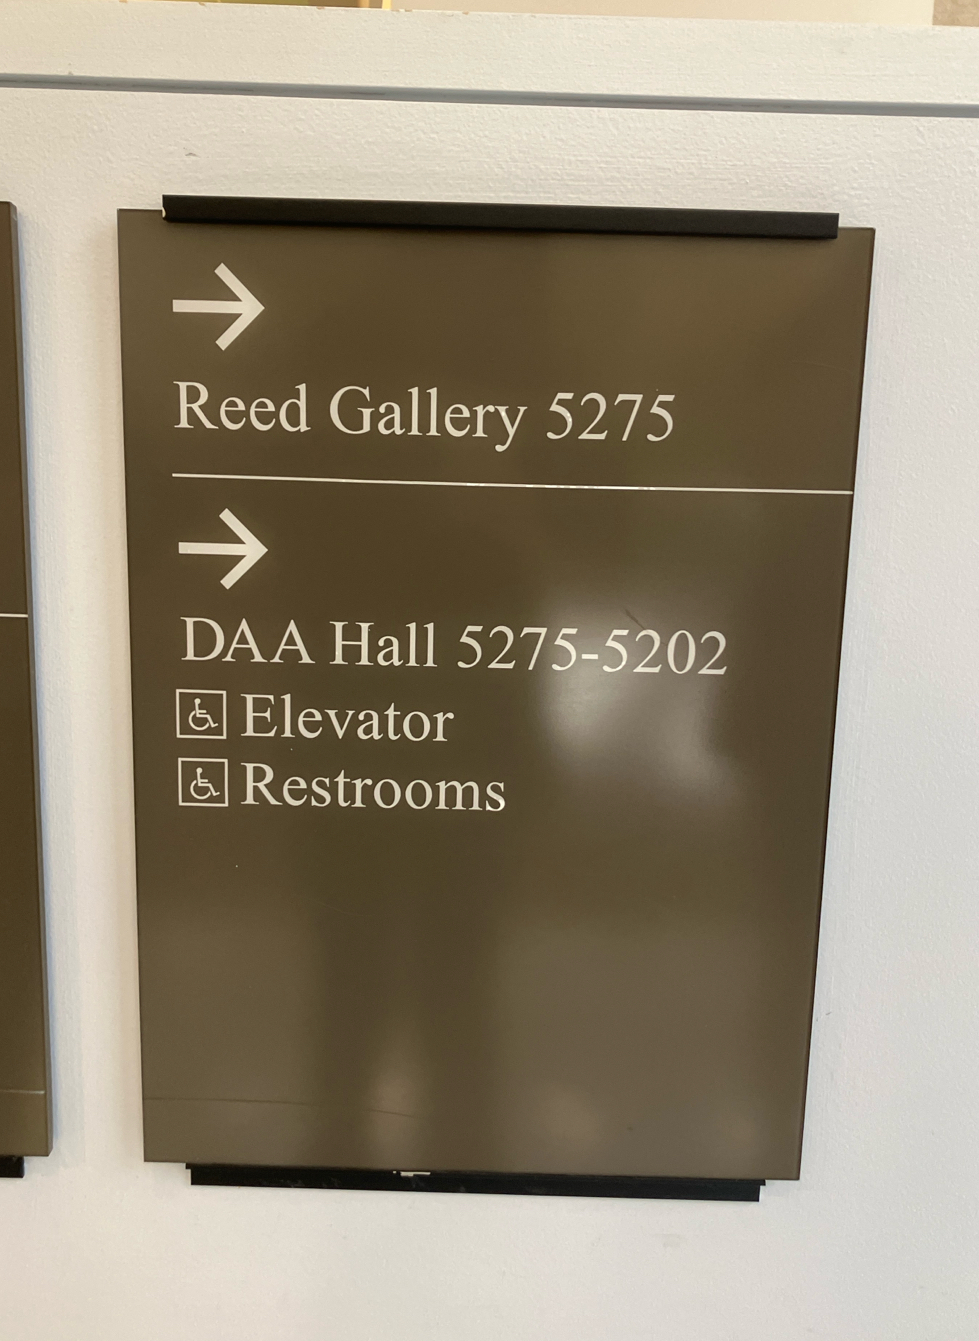 Reed Gallery 5275
DAA Hall 5275-5202
Elevator
Restrooms